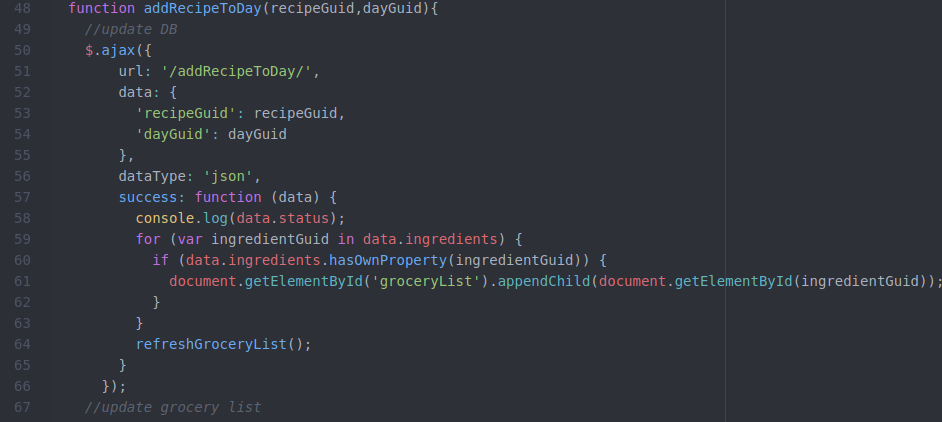 48 function addRecipeToDay(recipeGuid,dayGuid){
49 //update DB
50 $.ajax({
51 url: '/addRecipeToDay/',
52 data: {
53 'recipeGuid': recipeGuid,
54 'dayGuid': dayGuid
55 },
56 dataType: 'json',
57 success: function (data) {
58 console.log(data.status);
59 for (var ingredientGuid in data.ingredients) {
60 if (data.ingredients.hasOwnProperty(ingredientGuid)) {
61 document.getElementById('groceryList').appendChild(document.getElementById(ingredientGuid));
62 }
63 }
64 refreshGroceryList();
65 }
66 });
67 //update grocery list